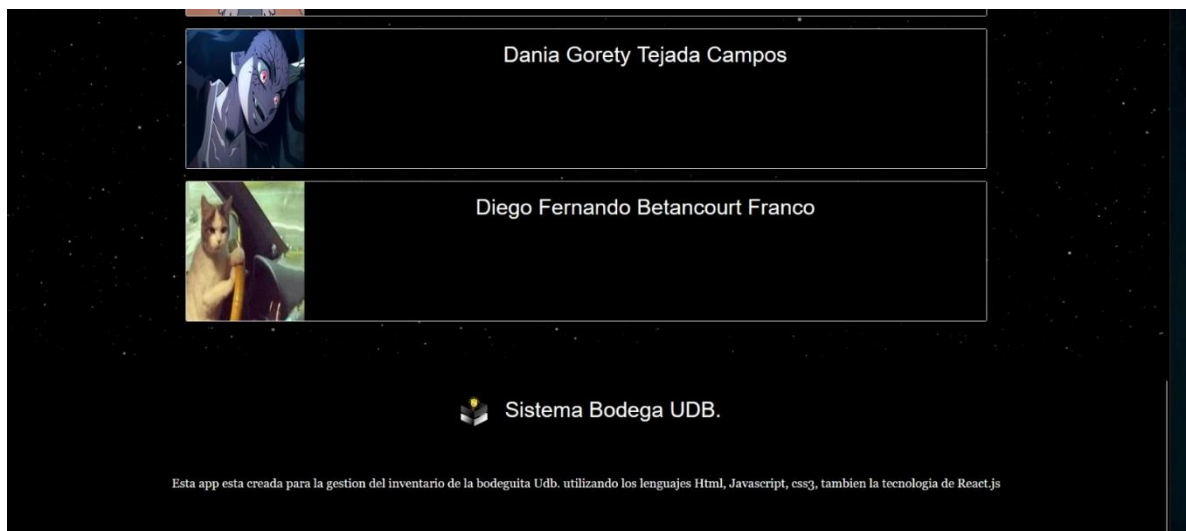 Dania Gorety Tejada Campos
Diego Fernando Betancourt Franco
Sistema Bodega UDB.
Esta app esta creada para la gestion del inventario de la bodeguita Udb. utilizando los lenguajes Html, Javascript, css3, tambien la tecnologia de React.js